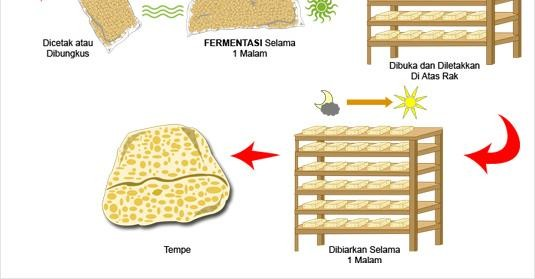 Dicetak atau
Dibungkus
FERMENTASI Selama
1 Malam
Dibuka dan Diletakkan
Di Atas Rak
Tempe
Dibiarkan Selama
1 Malam